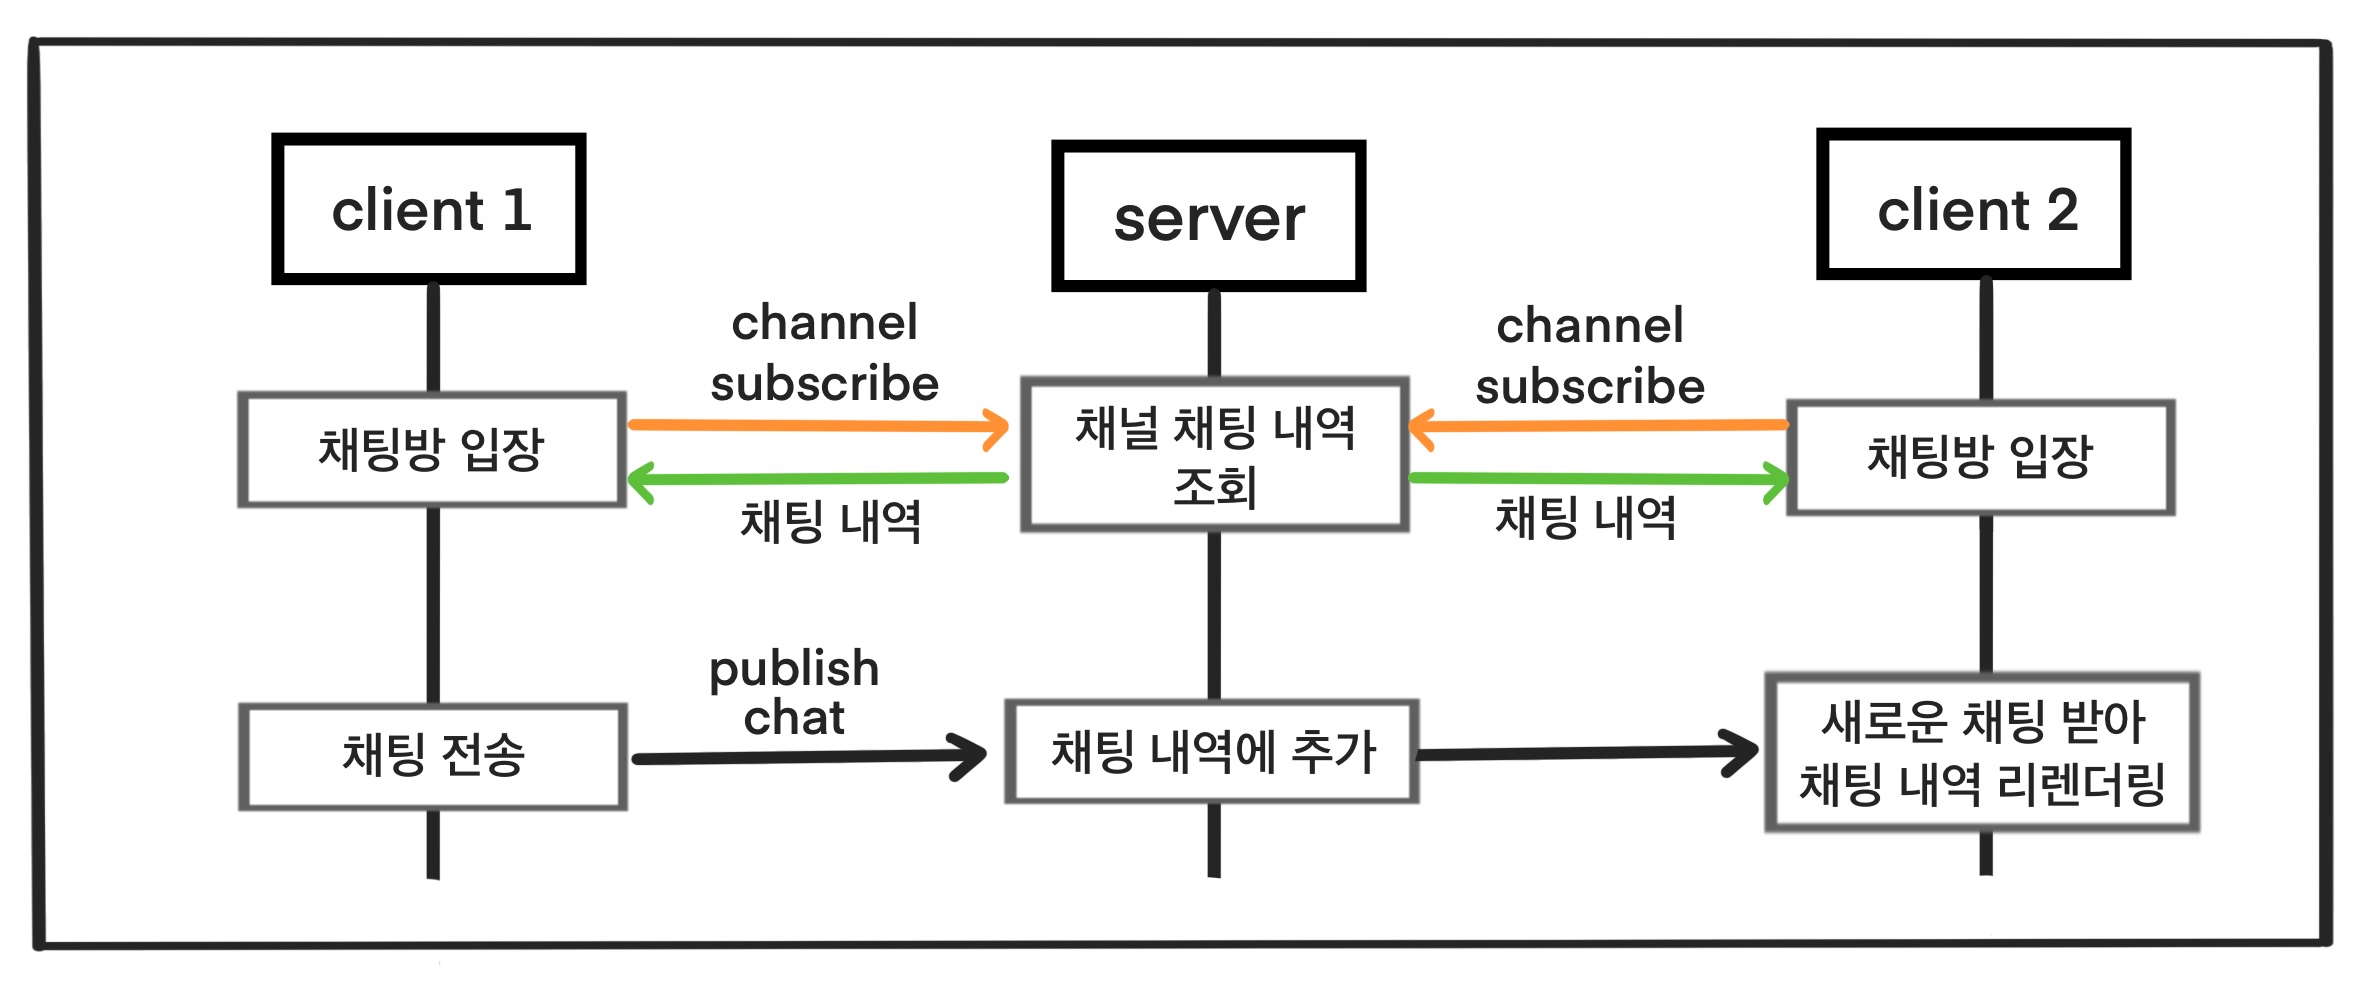 client 1
server
client 2
channel
subscribe
channel
subscribe
채팅방 입장
채널 채팅 내역
조회
채팅방 입장
채팅 내역
채팅 내역
publish
chat
채팅 전송
채팅 내역에 추가
새로운 채팅 받아
채팅 내역 리렌더링